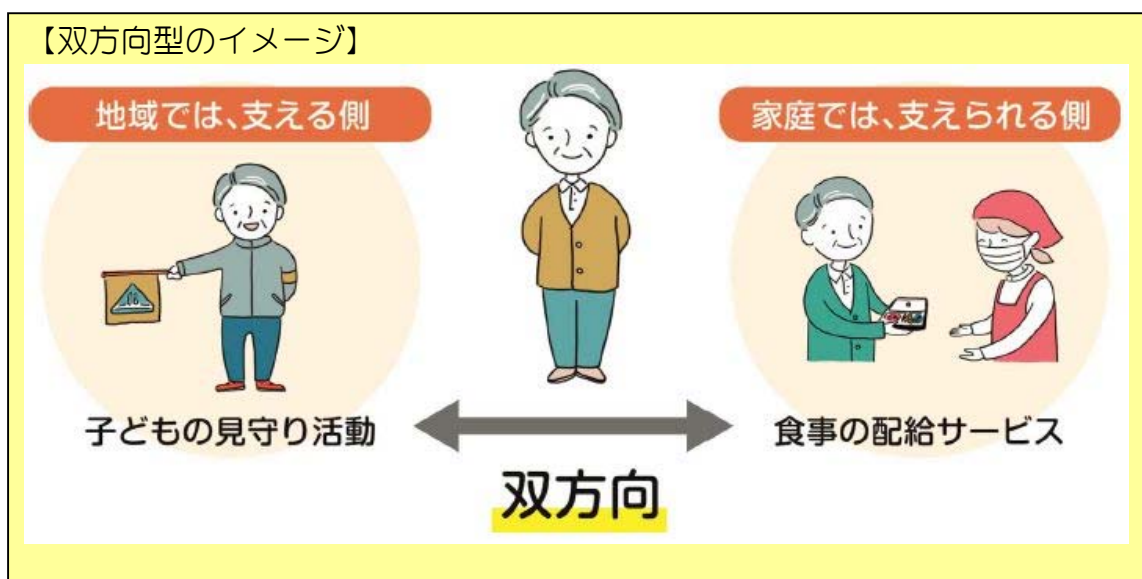 【双方向型のイメージ】
地域では、支える側
家庭では、支えられる側
子どもの見守り活動
食事の配給サービス
双方向